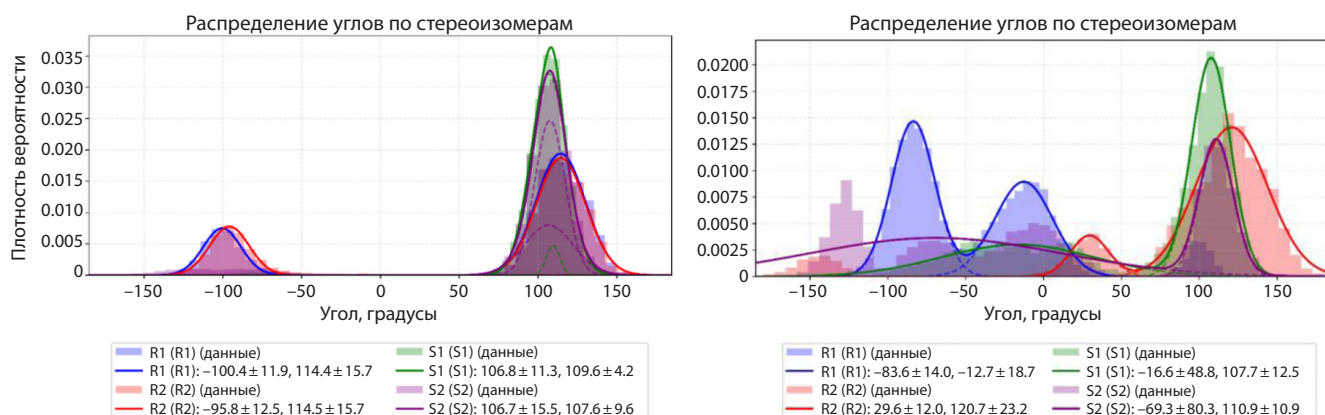 Распределение углов по стереоизомерам
Плотность вероятности
0.035
0.030
0.025
0.020
0.015
0.010
0.005
0
−150
−100
−50
0
50
100
150
Угол, градусы
R1 (R1) (данные)
R1 (R1): −100.4 ± 11.9, 114.4 ± 15.7
R2 (R2) (данные)
R2 (R2): −95.8 ± 12.5, 114.5 ± 15.7
S1 (S1) (данные)
S1 (S1): 106.8 ± 11.3, 109.6 ± 4.2
S2 (S2) (данные)
S2 (S2): 106.7 ± 15.5, 107.6 ± 9.6
Распределение углов по стереоизомерам
0.0200
0.0175
0.0150
0.0125
0.0100
0.0075
0.0050
0.0025
0
−150
−100
−50
0
50
100
150
Угол, градусы
R1 (R1) (данные)
R1 (R1): −83.6 ± 14.0, −12.7 ± 18.7
R2 (R2) (данные)
R2 (R2): 29.6 ± 12.0, 120.7 ± 23.2
S1 (S1) (данные)
S1 (S1): −16.6 ± 48.8, 107.7 ± 12.5
S2 (S2) (данные)
S2 (S2): −69.3 ± 80.3, 110.9 ± 10.9